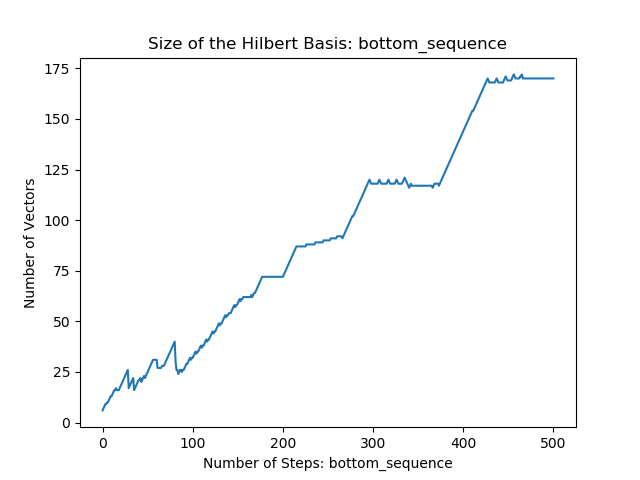 Size of the Hilbert Basis: bottom_sequence
Number of Vectors
175
150
125
100
75
50
25
0
0 100 200 300 400 500
Number of Steps: bottom_sequence